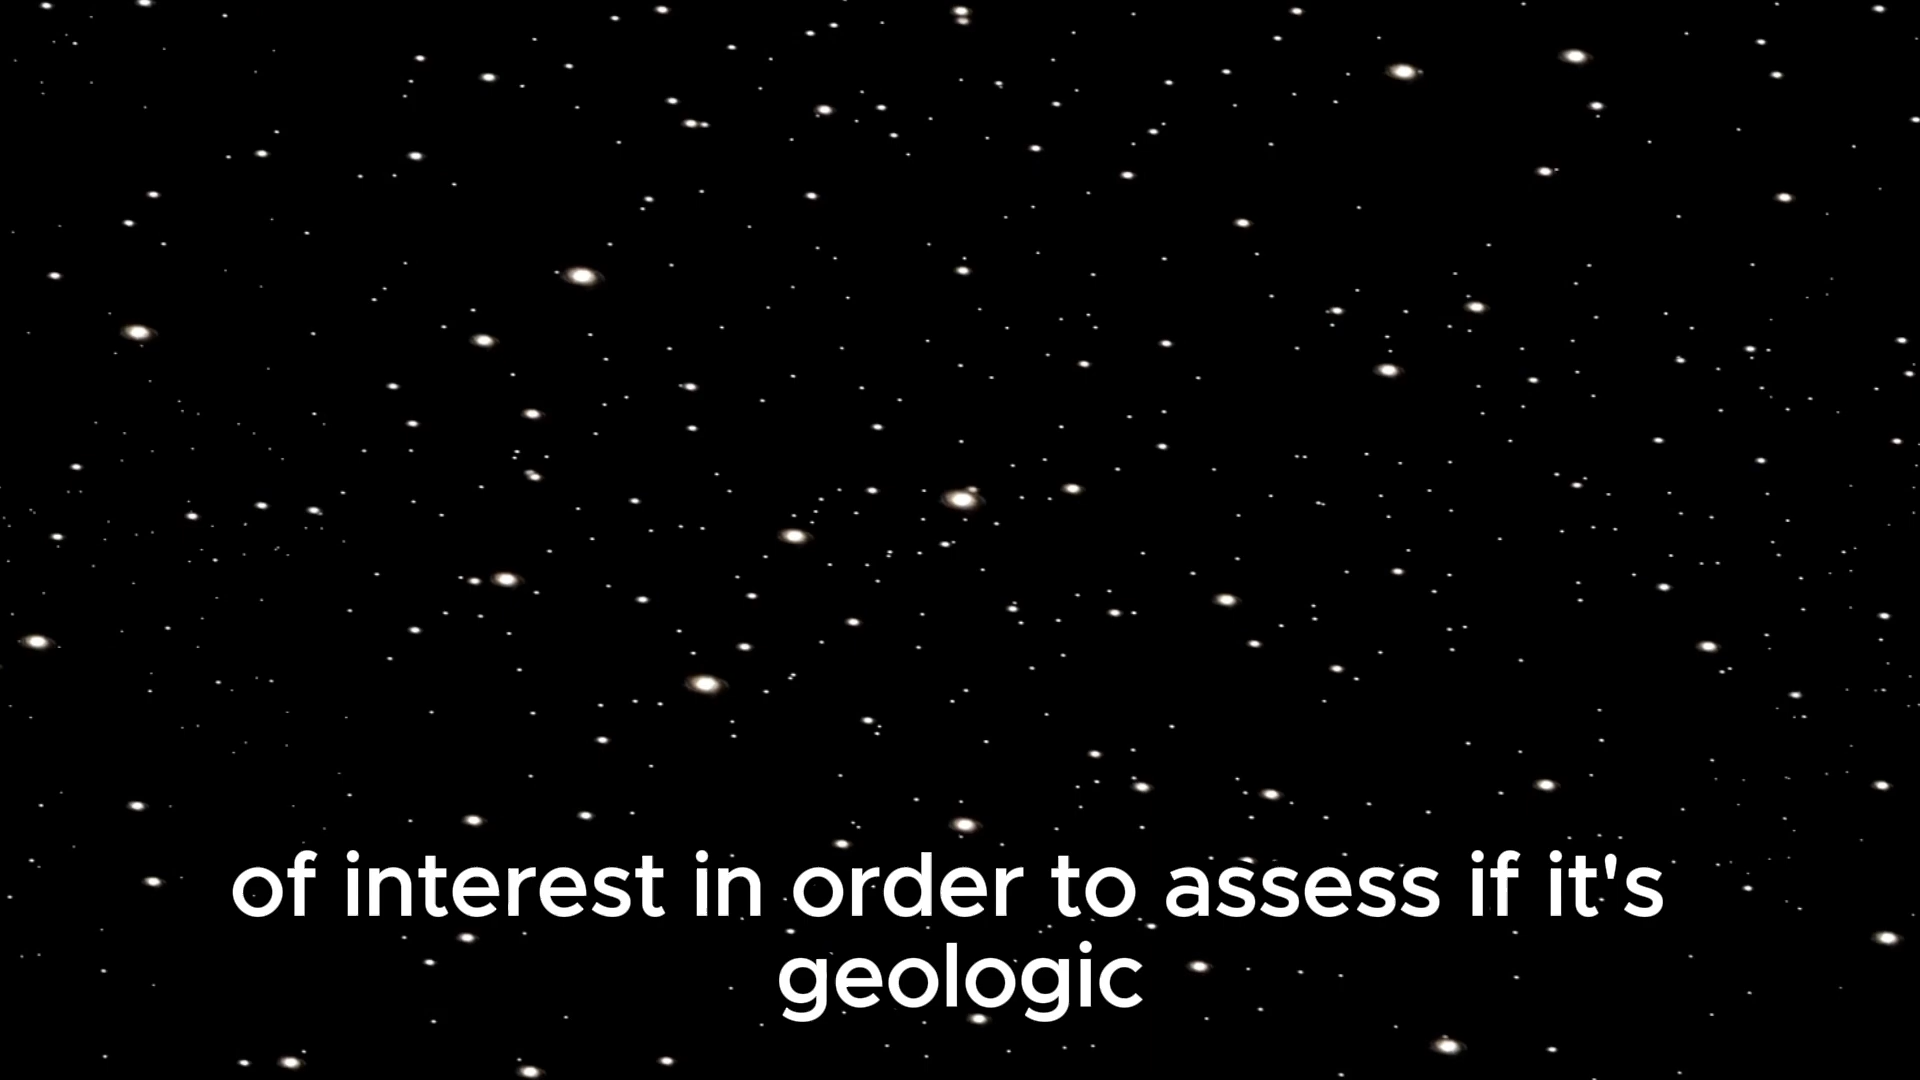 of interest in order to assess if it's
geologic